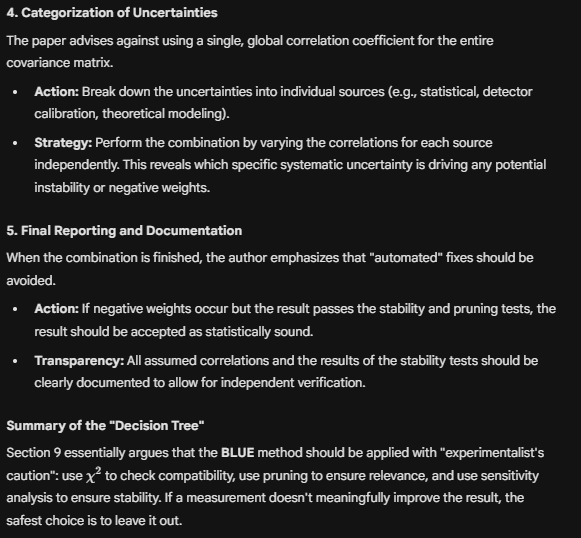 4. Categorization of Uncertainties
The paper advises against using a single, global correlation coefficient for the entire
covariance matrix.
• Action: Break down the uncertainties into individual sources (e.g., statistical, detector
calibration, theoretical modeling).
• Strategy: Perform the combination by varying the correlations for each source
independently. This reveals which specific systematic uncertainty is driving any potential
instability or negative weights.
5. Final Reporting and Documentation
When the combination is finished, the author emphasizes that "automated" fixes should be
avoided.
• Action: If negative weights occur but the result passes the stability and pruning tests, the
result should be accepted as statistically sound.
• Transparency: All assumed correlations and the results of the stability tests should be
clearly documented to allow for independent verification.
Summary of the "Decision Tree"
Section 9 essentially argues that the BLUE method should be applied with "experimentalist's
caution": use χ² to check compatibility, use pruning to ensure relevance, and use sensitivity
analysis to ensure stability. If a measurement doesn't meaningfully improve the result, the
safest choice is to leave it out.